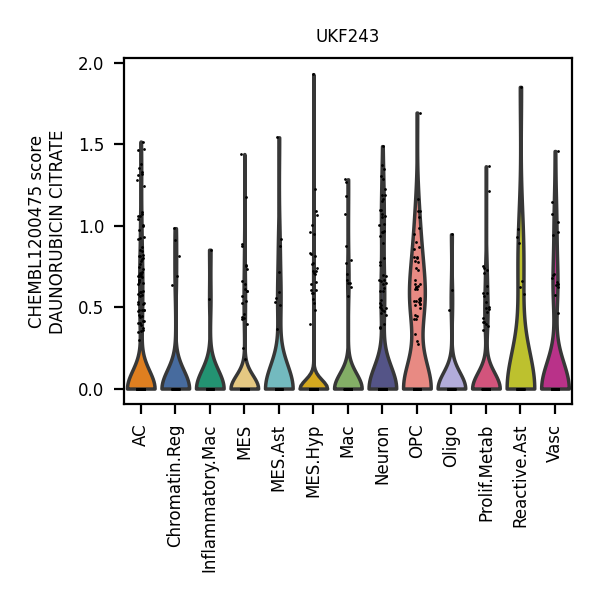 UKF243
CHEMBL1200475 score
DAUNORUBICIN CITRATE
2.0
1.5
1.0
0.5
0.0
AC
Chromatin.Reg
Inflammatory.Mac
MES
MES.Ast
MES.Hyp
Mac
Neuron
OPC
Oligo
Prolif.Metab
Reactive.Ast
Vasc